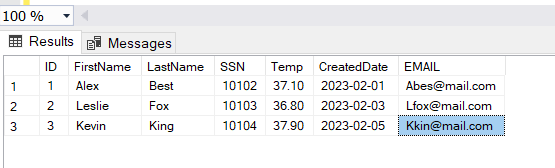 100 %
Results Messages
ID FirstName LastName SSN Temp CreatedDate EMAIL
1 1 Alex Best 10102 37.10 2023-02-01 Abes@mail.com
2 2 Leslie Fox 10103 36.80 2023-02-03 Lfox@mail.com
3 3 Kevin King 10104 37.90 2023-02-05 Kkin@mail.com